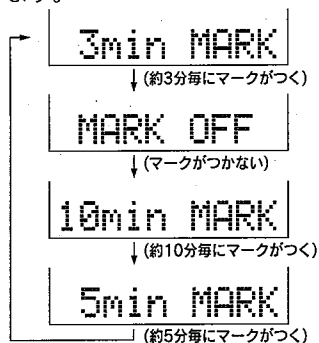 3min MARK
(約3分毎にマークがつく)
MARK OFF
(マークがつかない)
10min MARK
(約10分毎にマークがつく)
5min MARK
(約5分毎にマークがつく)